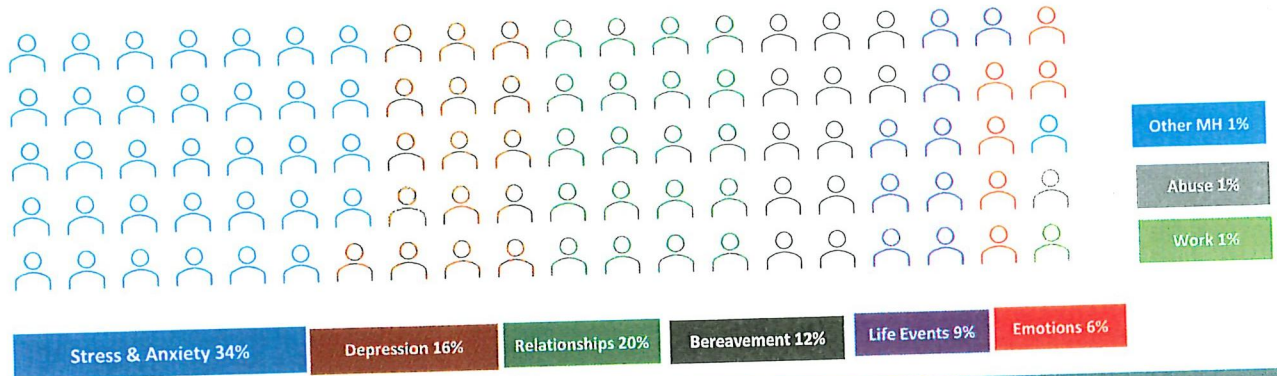 Other MH 1%
Abuse 1%
Work 1%
Stress & Anxiety 34%
Depression 16%
Relationships 20%
Bereavement 12%
Life Events 9%
Emotions 6%